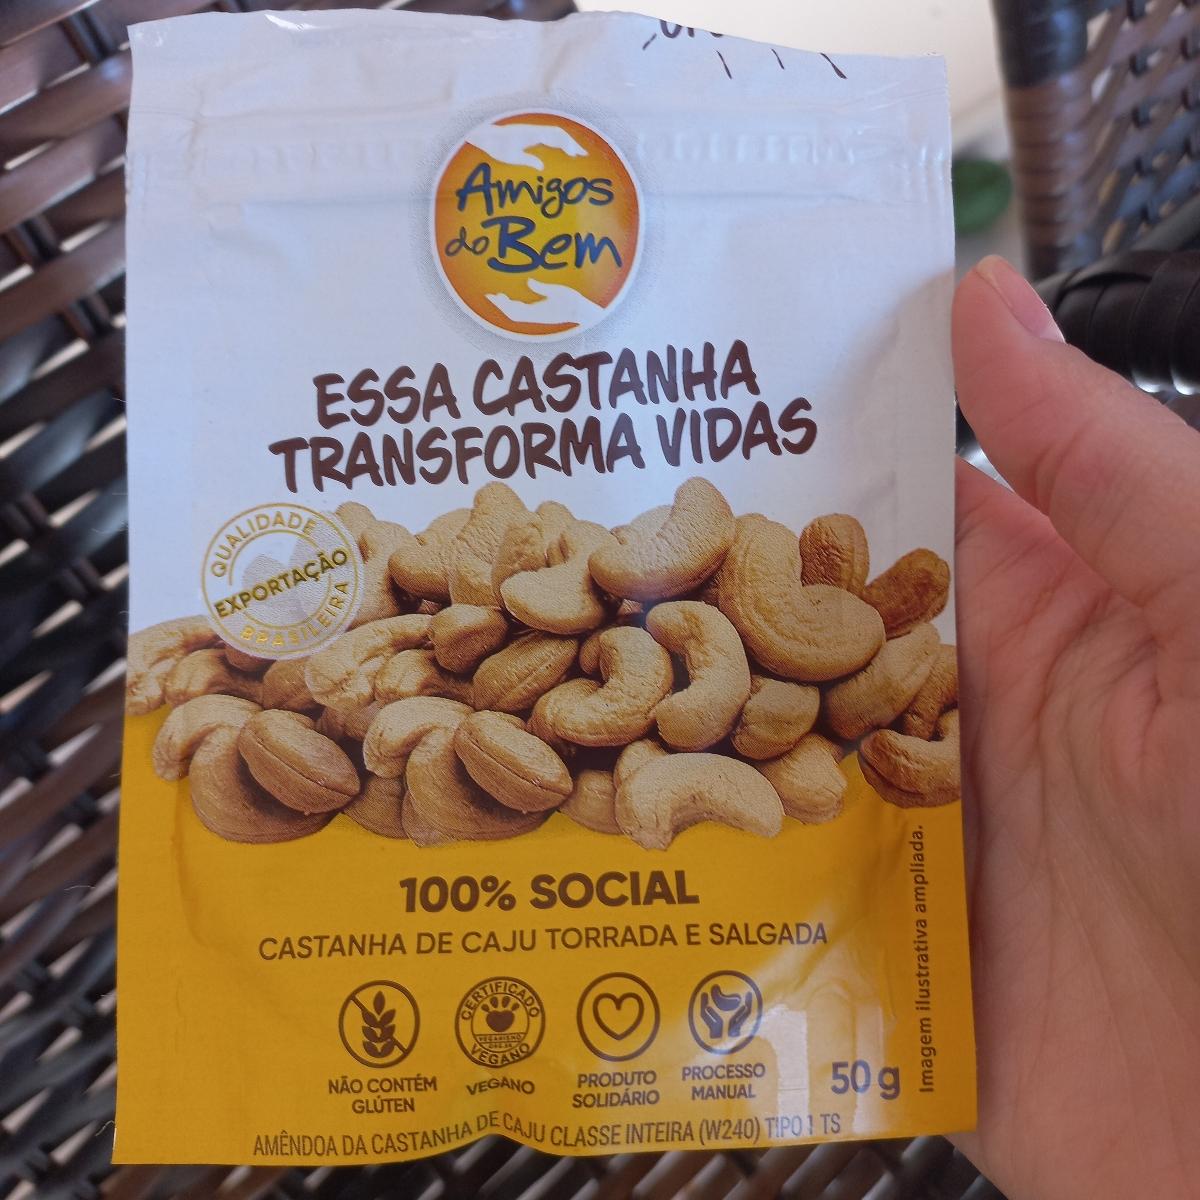 Amigos
do Bem
ESSA CASTANHA
TRANSFORMA VIDAS
QUALIDADE
EXPORTAÇÃO
BRASILEIRA
100% SOCIAL
CASTANHA DE CAJU TORRADA E SALGADA
CERTIFICADO
VEGANISMO
VEGANO
NÃO CONTÉM
GLÚTEN
VEGANO
PRODUTO
SOLIDÁRIO
PROCESSO
MANUAL
50 g
Imagem ilustrativa ampliada.
AMÊNDOA DA CASTANHA DE CAJU CLASSE INTEIRA (W240) TIPO 1 TS